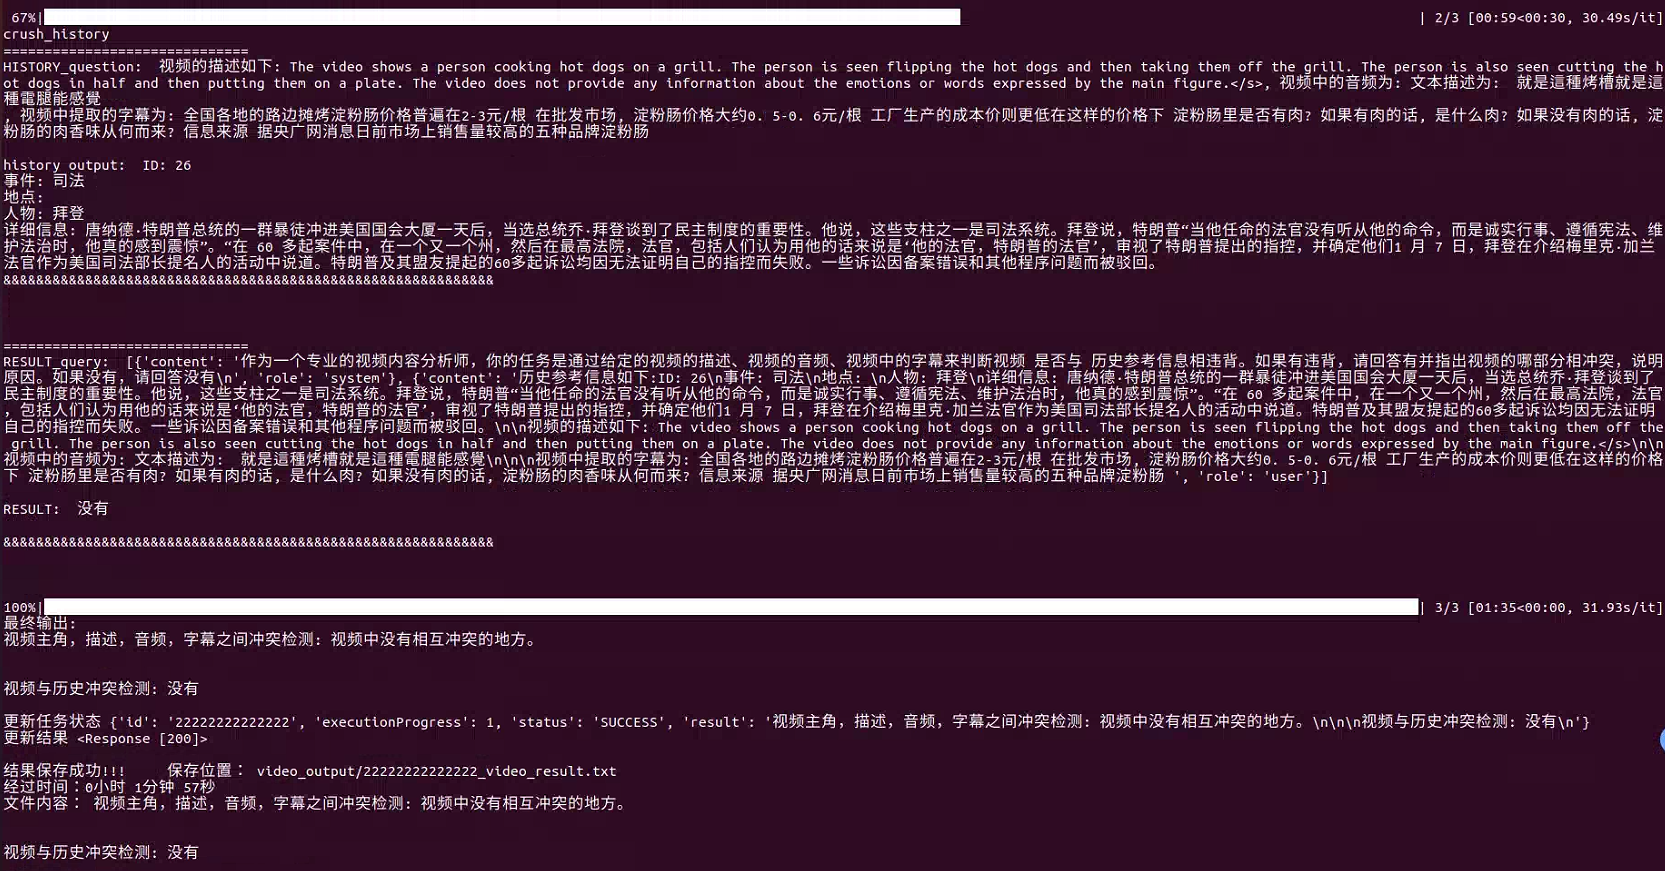 67%| | 2/3 [00:59<00:30, 30.49s/it]
crush_history
==============================
HISTORY_question:  视频的描述如下: The video shows a person cooking hot dogs on a grill. The person is seen flipping the hot dogs and then taking them off the grill. The person is also seen cutting the h
ot dogs in half and then putting them on a plate. The video does not provide any information about the emotions or words expressed by the main figure.</s>, 视频中的音频为: 文本描述为:  就是這種烤槽就是這
種電腿能感覺
, 视频中提取的字幕为: 全国各地的路边摊烤淀粉肠价格普遍在2-3元/根 在批发市场, 淀粉肠价格大约0. 5-0. 6元/根 工厂生产的成本价则更低在这样的价格下 淀粉肠里是否有肉? 如果有肉的话, 是什么肉? 如果没有肉的话, 淀
粉肠的肉香味从何而来? 信息来源 据央广网消息日前市场上销售量较高的五种品牌淀粉肠
history output:  ID: 26
事件: 司法
地点:
人物: 拜登
详细信息: 唐纳德·特朗普总统的一群暴徒冲进美国国会大厦一天后，当选总统乔·拜登谈到了民主制度的重要性。他说，这些支柱之一是司法系统。拜登说，特朗普“当他任命的法官没有听从他的命令，而是诚实行事、遵循宪法、维
护法治时，他真的感到震惊”。“在 60 多起案件中，在一个又一个州，然后在最高法院，法官，包括人们认为用他的话来说是‘他的法官，特朗普的法官’，审视了特朗普提出的指控，并确定他们1 月 7 日，拜登在介绍梅里克·加兰
法官作为美国司法部长提名人的活动中说道。特朗普及其盟友提起的60多起诉讼均因无法证明自己的指控而失败。一些诉讼因备案错误和其他程序问题而被驳回。
&&&&&&&&&&&&&&&&&&&&&&&&&&&&&&&&&&&&&&&&&&&&&&&&&&&&&&&&&&&&
==============================
RESULT_query:  [{'content': '作为一个专业的视频内容分析师，你的任务是通过给定的视频的描述、视频的音频、视频中的字幕来判断视频 是否与 历史参考信息相违背。如果有违背，请回答有并指出视频的哪部分相冲突，说明
原因。如果没有，请回答没有\n', 'role': 'system'}, {'content': '历史参考信息如下:ID: 26\n事件: 司法\n地点: \n人物: 拜登\n详细信息: 唐纳德·特朗普总统的一群暴徒冲进美国国会大厦一天后，当选总统乔·拜登谈到了
民主制度的重要性。他说，这些支柱之一是司法系统。拜登说，特朗普“当他任命的法官没有听从他的命令，而是诚实行事、遵循宪法、维护法治时，他真的感到震惊”。“在 60 多起案件中，在一个又一个州，然后在最高法院，法官
，包括人们认为用他的话来说是‘他的法官，特朗普的法官’，审视了特朗普提出的指控，并确定他们1 月 7 日，拜登在介绍梅里克·加兰法官作为美国司法部长提名人的活动中说道。特朗普及其盟友提起的60多起诉讼均因无法证明
自己的指控而失败。一些诉讼因备案错误和其他程序问题而被驳回。\n\n视频的描述如下: The video shows a person cooking hot dogs on a grill. The person is seen flipping the hot dogs and then taking them off the
 grill. The person is also seen cutting the hot dogs in half and then putting them on a plate. The video does not provide any information about the emotions or words expressed by the main figure.</s>\n\n
视频中的音频为: 文本描述为:  就是這種烤槽就是這種電腿能感覺\n\n\n视频中提取的字幕为: 全国各地的路边摊烤淀粉肠价格普遍在2-3元/根 在批发市场, 淀粉肠价格大约0. 5-0. 6元/根 工厂生产的成本价则更低在这样的价格
下 淀粉肠里是否有肉? 如果有肉的话, 是什么肉? 如果没有肉的话, 淀粉肠的肉香味从何而来? 信息来源 据央广网消息日前市场上销售量较高的五种品牌淀粉肠 ', 'role': 'user'}]
RESULT:  没有
&&&&&&&&&&&&&&&&&&&&&&&&&&&&&&&&&&&&&&&&&&&&&&&&&&&&&&&&&&&&
100%| | 3/3 [01:35<00:00, 31.93s/it]
最终输出:
视频主角，描述，音频，字幕之间冲突检测: 视频中没有相互冲突的地方。
视频与历史冲突检测: 没有
更新任务状态 {'id': '22222222222222', 'executionProgress': 1, 'status': 'SUCCESS', 'result': '视频主角，描述，音频，字幕之间冲突检测: 视频中没有相互冲突的地方。\n\n\n视频与历史冲突检测: 没有\n'}
更新结果 <Response [200]>
结果保存成功!!!     保存位置： video_output/22222222222222_video_result.txt
经过时间：0小时 1分钟 57秒
文件内容： 视频主角，描述，音频，字幕之间冲突检测: 视频中没有相互冲突的地方。
视频与历史冲突检测: 没有